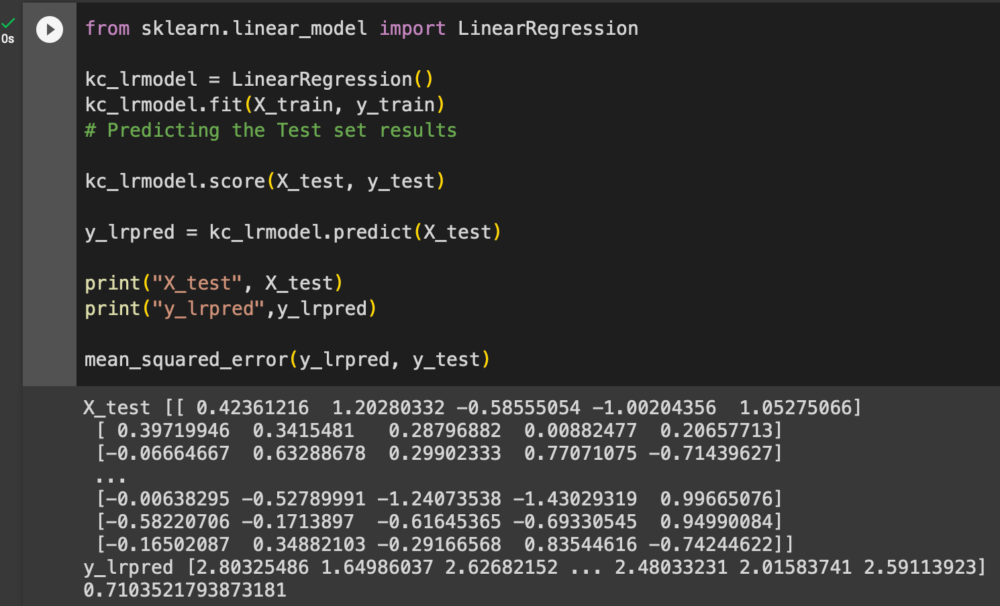 0s
from sklearn.linear_model import LinearRegression
kc_lrmodel = LinearRegression()
kc_lrmodel.fit(X_train, y_train)
# Predicting the Test set results
kc_lrmodel.score(X_test, y_test)
y_lrpred = kc_lrmodel.predict(X_test)
print("X_test", X_test)
print("y_lrpred",y_lrpred)
mean_squared_error(y_lrpred, y_test)
X_test [[ 0.42361216  1.20280332 -0.58555054 -1.00204356  1.05275066]
 [ 0.39719946  0.3415481   0.28796882  0.00882477  0.20657713]
 [-0.06664667  0.63288678  0.29902333  0.77071075 -0.71439627]
 ...
 [-0.00638295 -0.52789991 -1.24073538 -1.43029319  0.99665076]
 [-0.58220706 -0.1713897  -0.61645365 -0.69330545  0.94990084]
 [-0.16502087  0.34882103 -0.29166568  0.83544616 -0.74244622]]
y_lrpred [2.80325486 1.64986037 2.62682152 ... 2.48033231 2.01583741 2.59113923]
0.7103521793873181